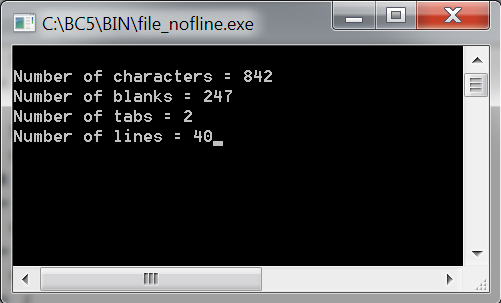 C:\BC5\BIN\file_nofline.exe
Number of characters = 842
Number of blanks = 247
Number of tabs = 2
Number of lines = 40